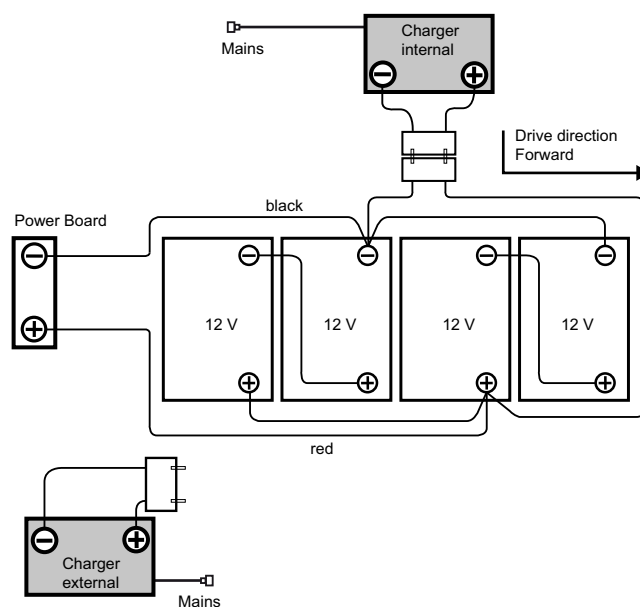 Charger
internal
Mains
Drive direction
Forward
black
Power Board
12 V
12 V
12 V
12 V
red
Charger
external
Mains